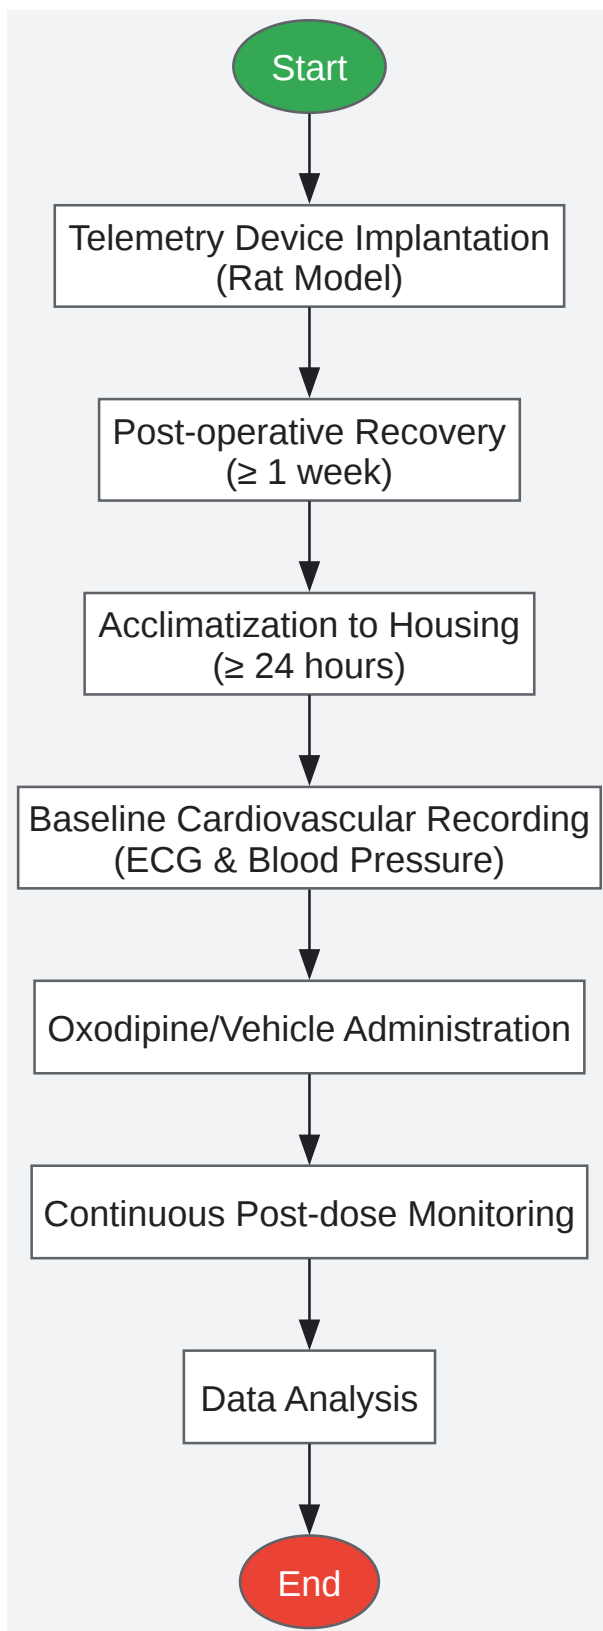 Start
Telemetry Device Implantation
(Rat Model)
Post-operative Recovery
(≥ 1 week)
Acclimatization to Housing
(≥ 24 hours)
Baseline Cardiovascular Recording
(ECG & Blood Pressure)
Oxodipine/Vehicle Administration
Continuous Post-dose Monitoring
Data Analysis
End